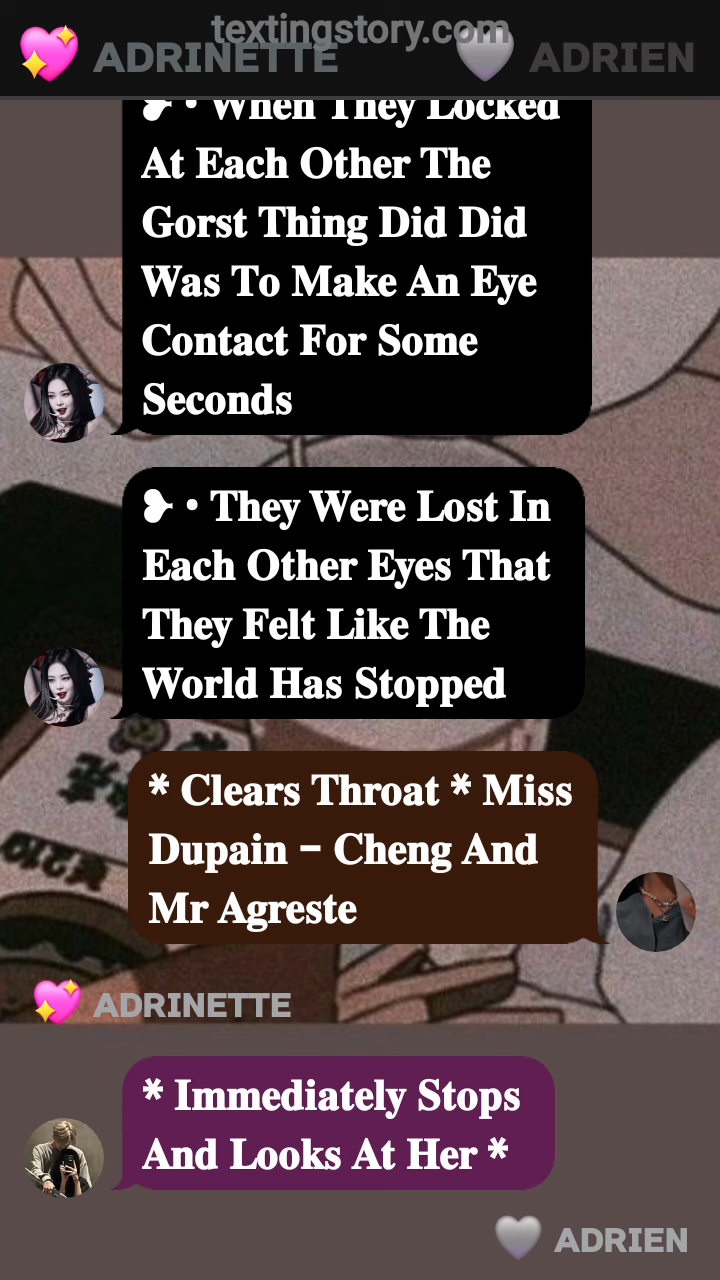 textingstory.com
💖 ADRINETTE 🤍 ADRIEN
❥ • When They Locked
At Each Other The
Gorst Thing Did Did
Was To Make An Eye
Contact For Some
Seconds
❥ • They Were Lost In
Each Other Eyes That
They Felt Like The
World Has Stopped
* Clears Throat * Miss
Dupain – Cheng And
Mr Agreste
💖 ADRINETTE
* Immediately Stops
And Looks At Her *
🤍 ADRIEN